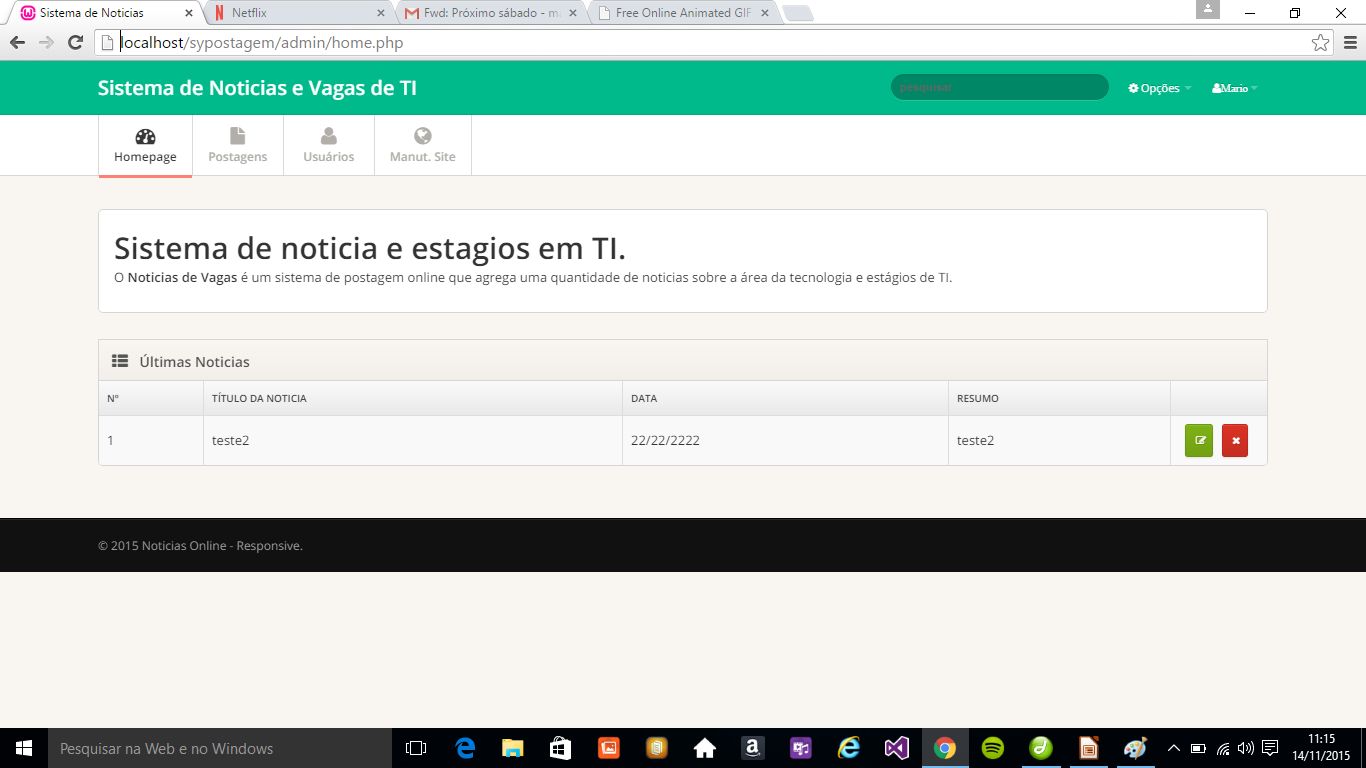 Sistema de Noticias
Netflix
Fwd: Próximo sábado - m
Free Online Animated GIF
localhost/sypostagem/admin/home.php
Sistema de Noticias e Vagas de TI
pesquisar
Opções
Mario
Homepage
Postagens
Usuários
Manut. Site
Sistema de noticia e estagios em TI.
O Noticias de Vagas é um sistema de postagem online que agrega uma quantidade de noticias sobre a área da tecnologia e estágios de TI.
Últimas Noticias
Nº TÍTULO DA NOTICIA DATA RESUMO
1 teste2 22/22/2222 teste2
© 2015 Noticias Online - Responsive.
Pesquisar na Web e no Windows
11:15
14/11/2015